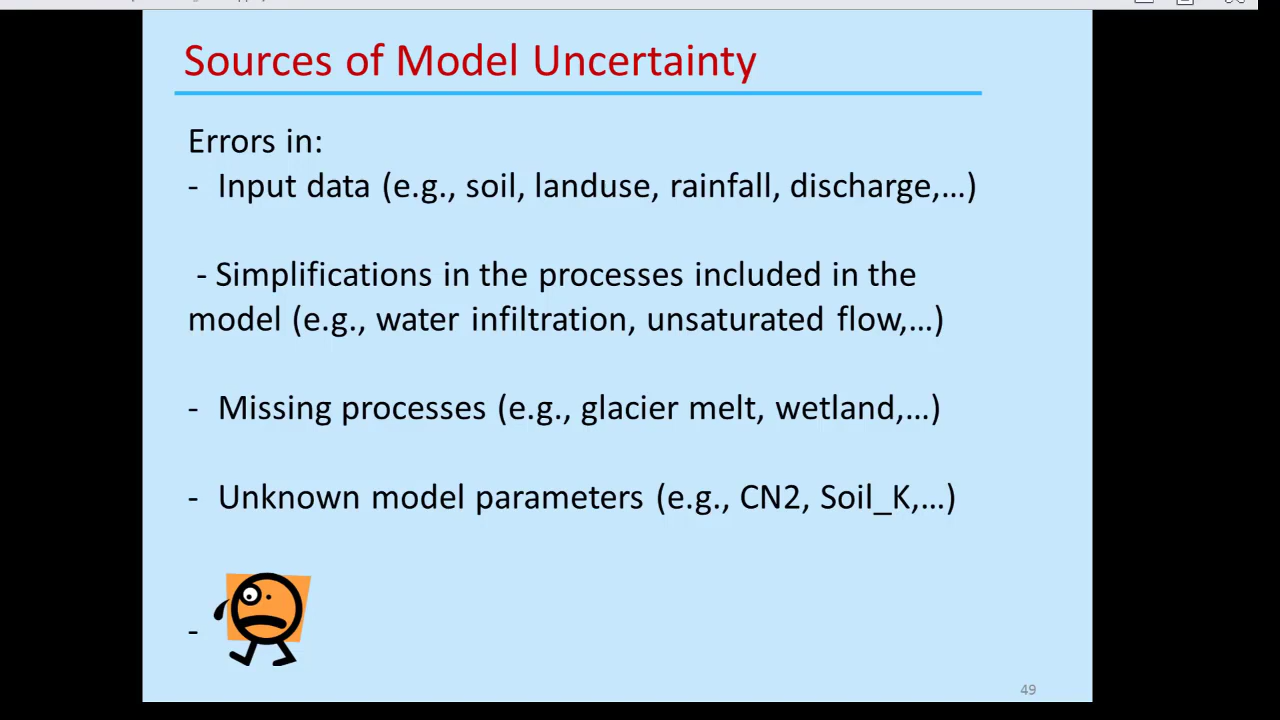 Sources of Model Uncertainty
Errors in:
- Input data (e.g., soil, landuse, rainfall, discharge,...)
- Simplifications in the processes included in the
model (e.g., water infiltration, unsaturated flow,...)
- Missing processes (e.g., glacier melt, wetland,...)
- Unknown model parameters (e.g., CN2, Soil_K,...)
-
49